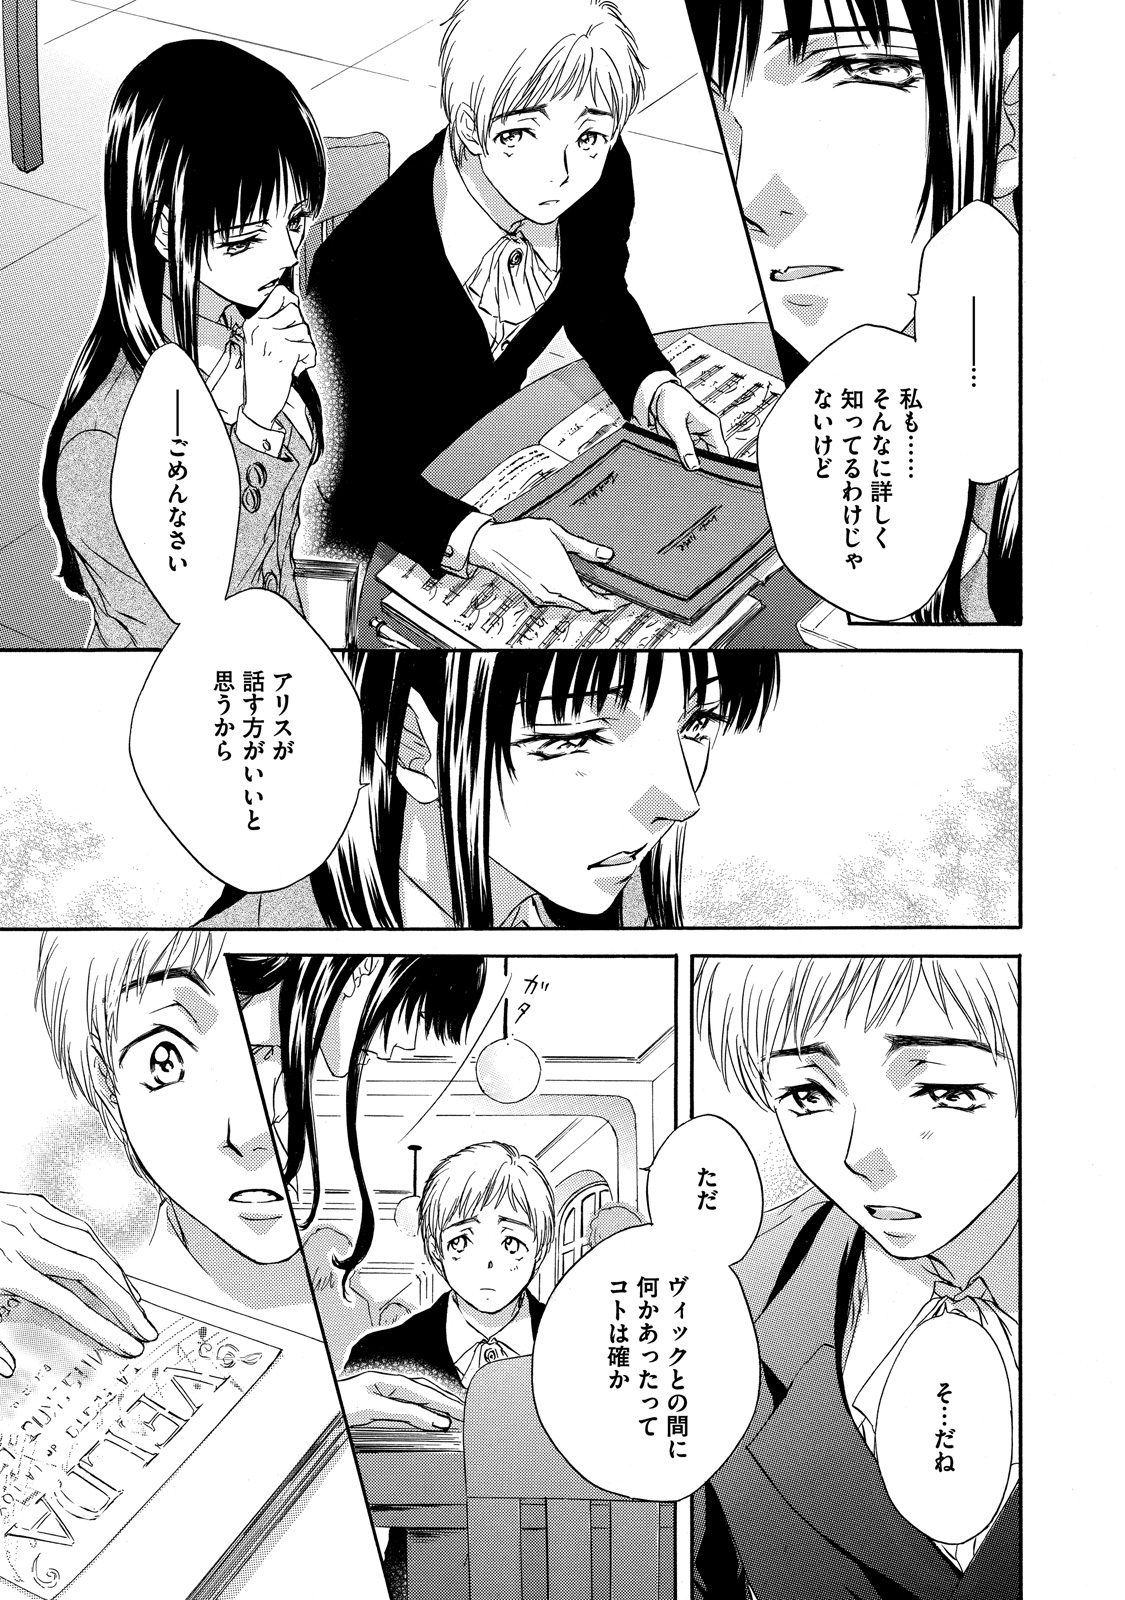 ――…
私も……
そんなに詳しく
知ってるわけじゃ
ないけど
――ごめんなさい
アリスが
話す方がいいと
思うから
そ…だね
ただ
ヴィックとの間に
何かあったって
コトは確か
ガタ